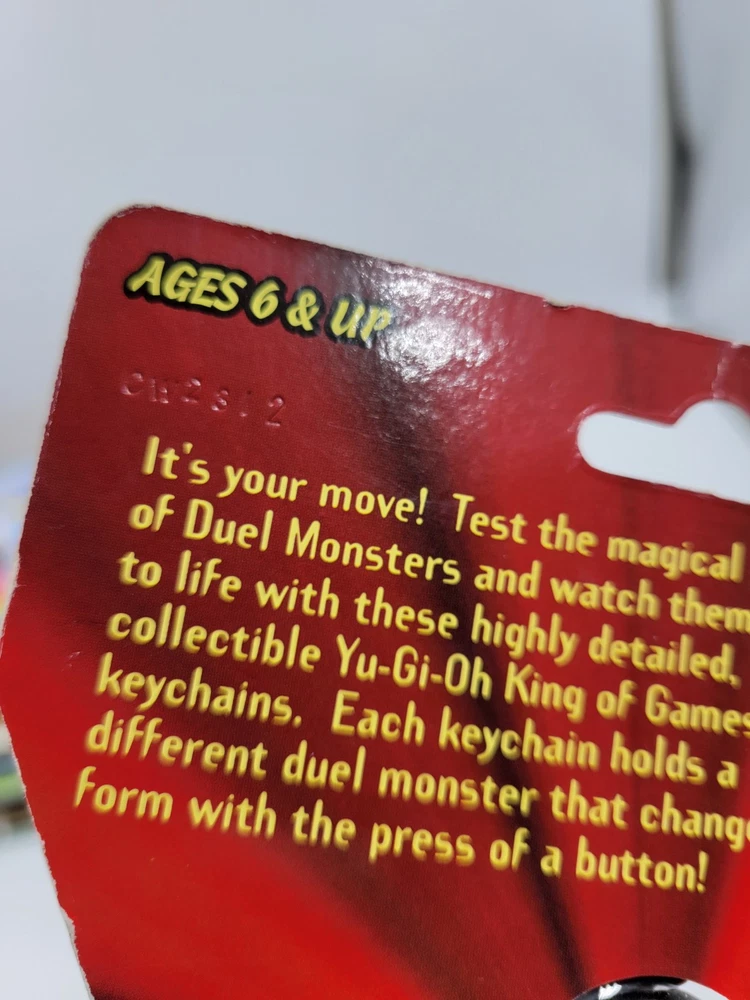 AGES 6 & UP
CW2812
It's your move! Test the magical
of Duel Monsters and watch them
to life with these highly detailed,
collectible Yu-Gi-Oh King of Games
keychains. Each keychain holds a
different duel monster that change
form with the press of a button!